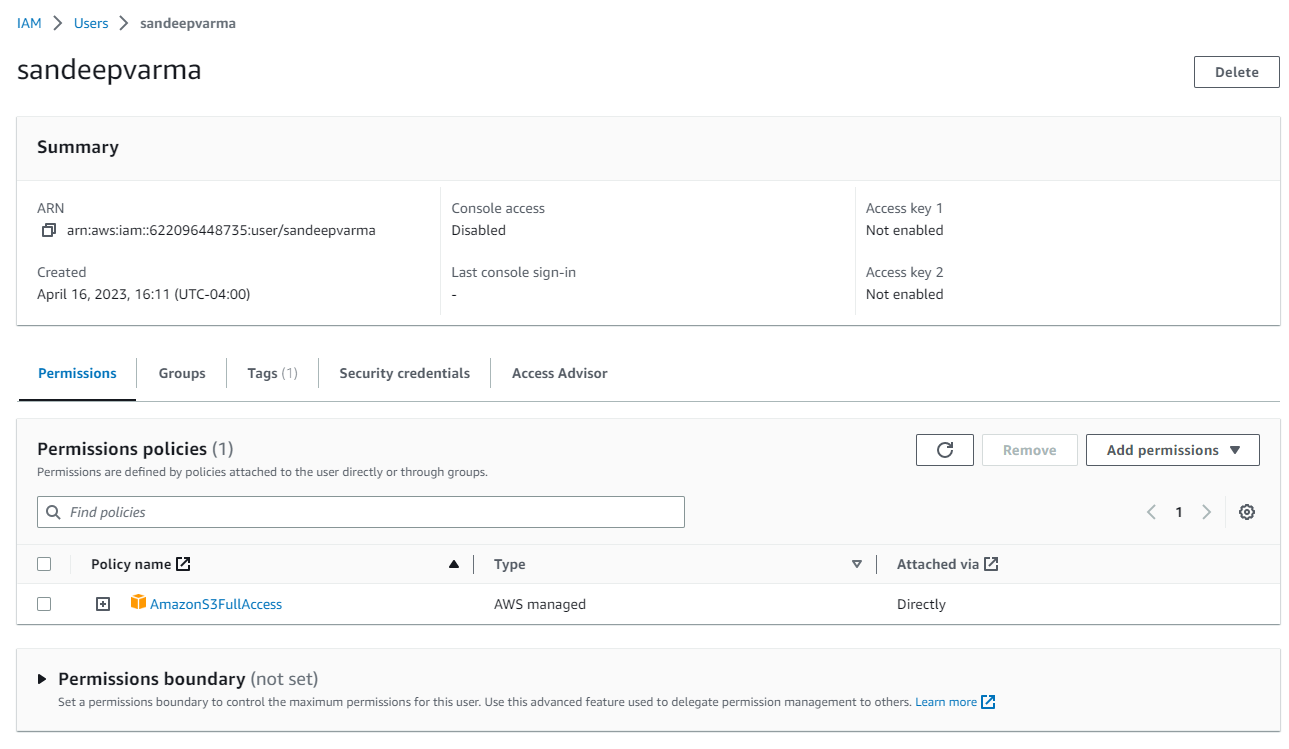 IAM > Users > sandeepvarma
sandeepvarma
Delete
Summary
ARN
arn:aws:iam::622096448735:user/sandeepvarma
Created
April 16, 2023, 16:11 (UTC-04:00)
Console access
Disabled
Last console sign-in
-
Access key 1
Not enabled
Access key 2
Not enabled
Permissions Groups Tags (1) Security credentials Access Advisor
Permissions policies (1)
Permissions are defined by policies attached to the user directly or through groups.
Remove
Add permissions
Find policies
1
Policy name Type Attached via
AmazonS3FullAccess AWS managed Directly
Permissions boundary (not set)
Set a permissions boundary to control the maximum permissions for this user. Use this advanced feature used to delegate permission management to others. Learn more